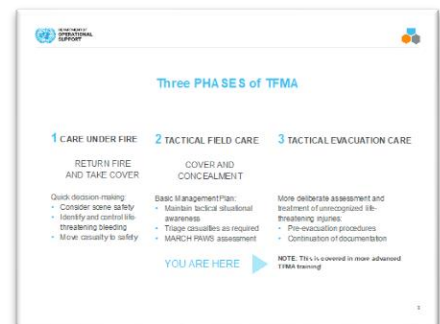 DEPARTMENT OF
OPERATIONAL
SUPPORT
Three PHASES of TFMA
1 CARE UNDER FIRE
RETURN FIRE
AND TAKE COVER
Quick decision-making:
• Consider scene safety
• Identify and control life-
threatening bleeding
• Move casualty to safety
2 TACTICAL FIELD CARE
COVER AND
CONCEALMENT
Basic Management Plan:
• Maintain tactical situational
awareness
• Triage casualties as required
• MARCH PAWS assessment
YOU ARE HERE
3 TACTICAL EVACUATION CARE
More deliberate assessment and
treatment of unrecognized life-
threatening injuries:
• Pre-evacuation procedures
• Continuation of documentation
NOTE: This is covered in more advanced
TFMA training!